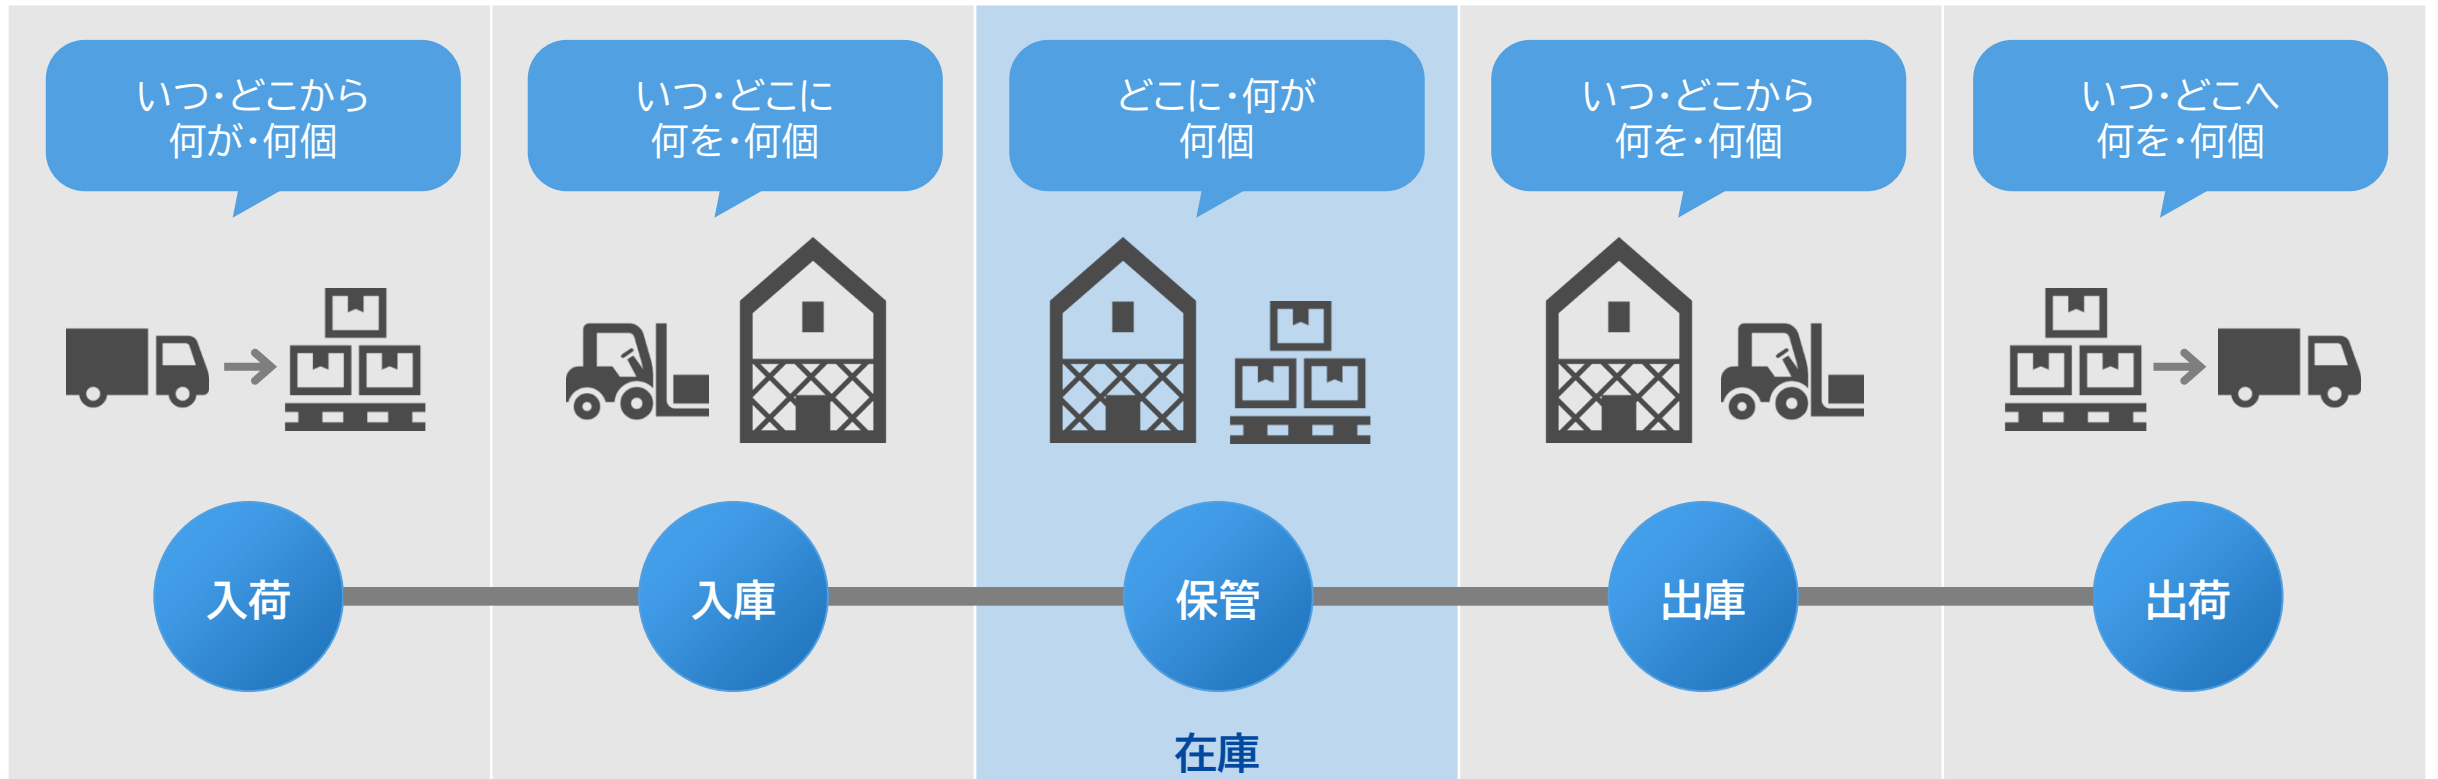 いつ・どこから
何が・何個
いつ・どこに
何を・何個
どこに・何が
何個
いつ・どこから
何を・何個
いつ・どこへ
何を・何個
入荷
入庫
保管
出庫
出荷
在庫